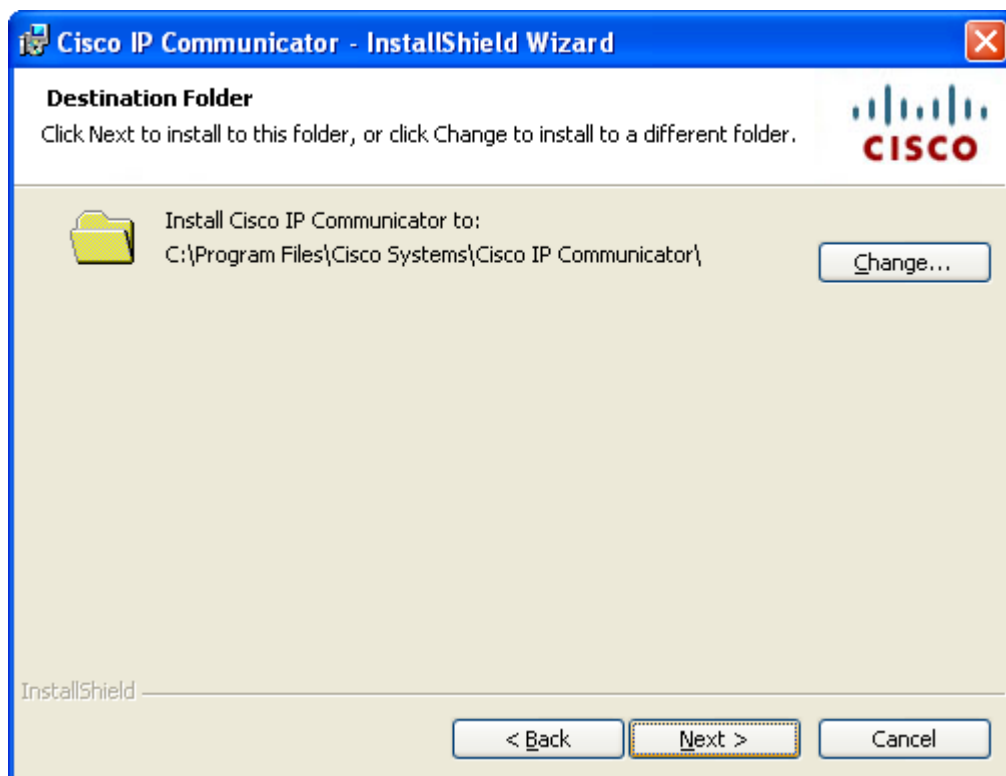 Cisco IP Communicator - InstallShield Wizard
Destination Folder
Click Next to install to this folder, or click Change to install to a different folder.
CISCO
Install Cisco IP Communicator to:
C:\Program Files\Cisco Systems\Cisco IP Communicator\
Change...
InstallShield
< Back
Next >
Cancel